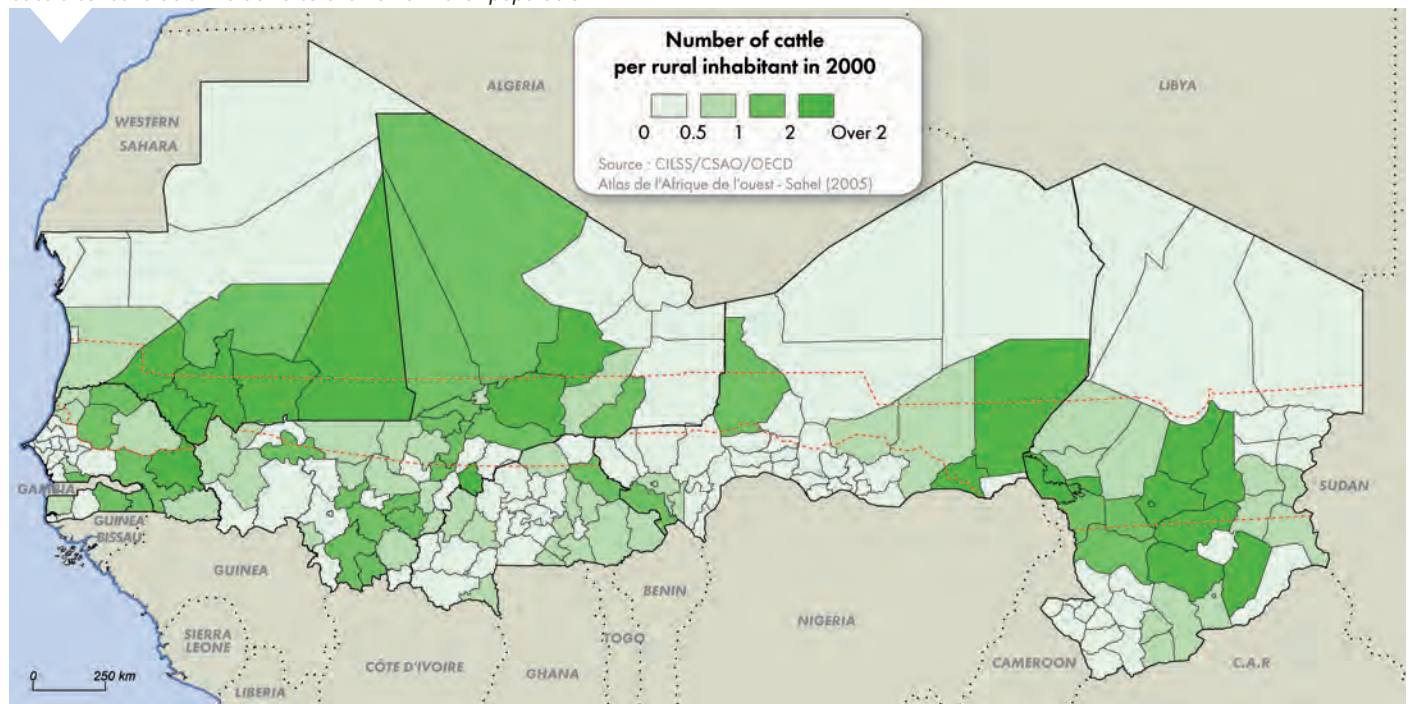 Number of cattle
per rural inhabitant in 2000
0 0.5 1 2 Over 2
Source : CILSS/CSAO/OECD
Atlas de l'Afrique de l'ouest - Sahel (2005)
ALGERIA
LIBYA
WESTERN
SAHARA
GAMBIA
GUINEA
BISSAU
SUDAN
GUINEA
BENIN
NIGERIA
SIERRA
LEONE
TOGO
CÔTE D'IVOIRE
GHANA
CAMEROON
C.A.R
LIBERIA
0 250 km